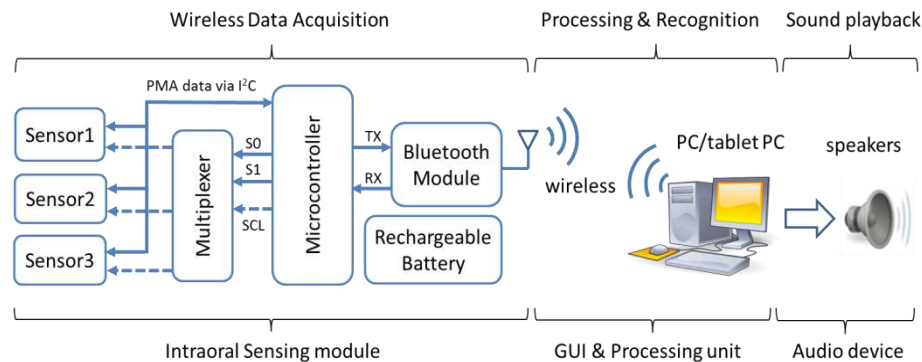 Wireless Data Acquisition
Processing & Recognition
Sound playback
PMA data via I²C
Sensor1
Sensor2
Sensor3
Multiplexer
S0
S1
SCL
Microcontroller
TX
RX
Bluetooth
Module
Rechargeable
Battery
wireless
PC/tablet PC
speakers
Intraoral Sensing module
GUI & Processing unit
Audio device